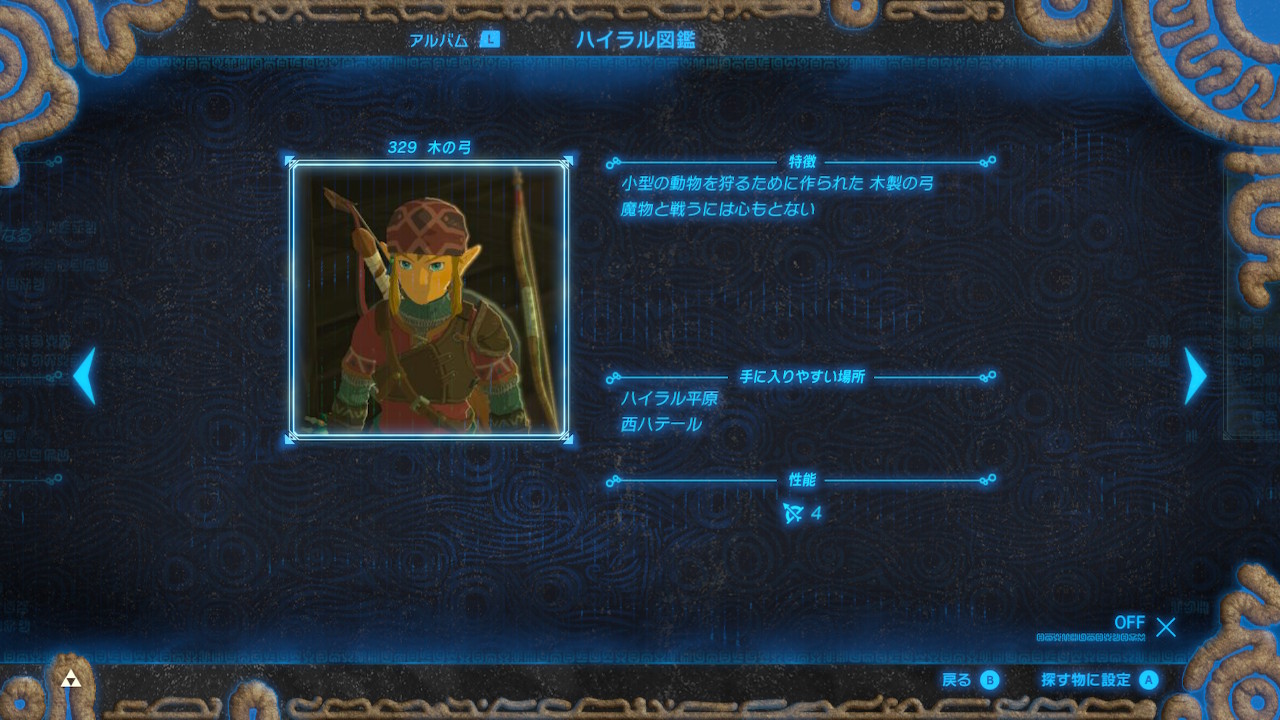 アルバム L
ハイラル図鑑
329 木の弓
特徴
小型の動物を狩るために作られた 木製の弓
魔物と戦うには心もとない
手に入りやすい場所
ハイラル平原
西ハテール
性能
4
OFF
戻る B
探す物に設定 A